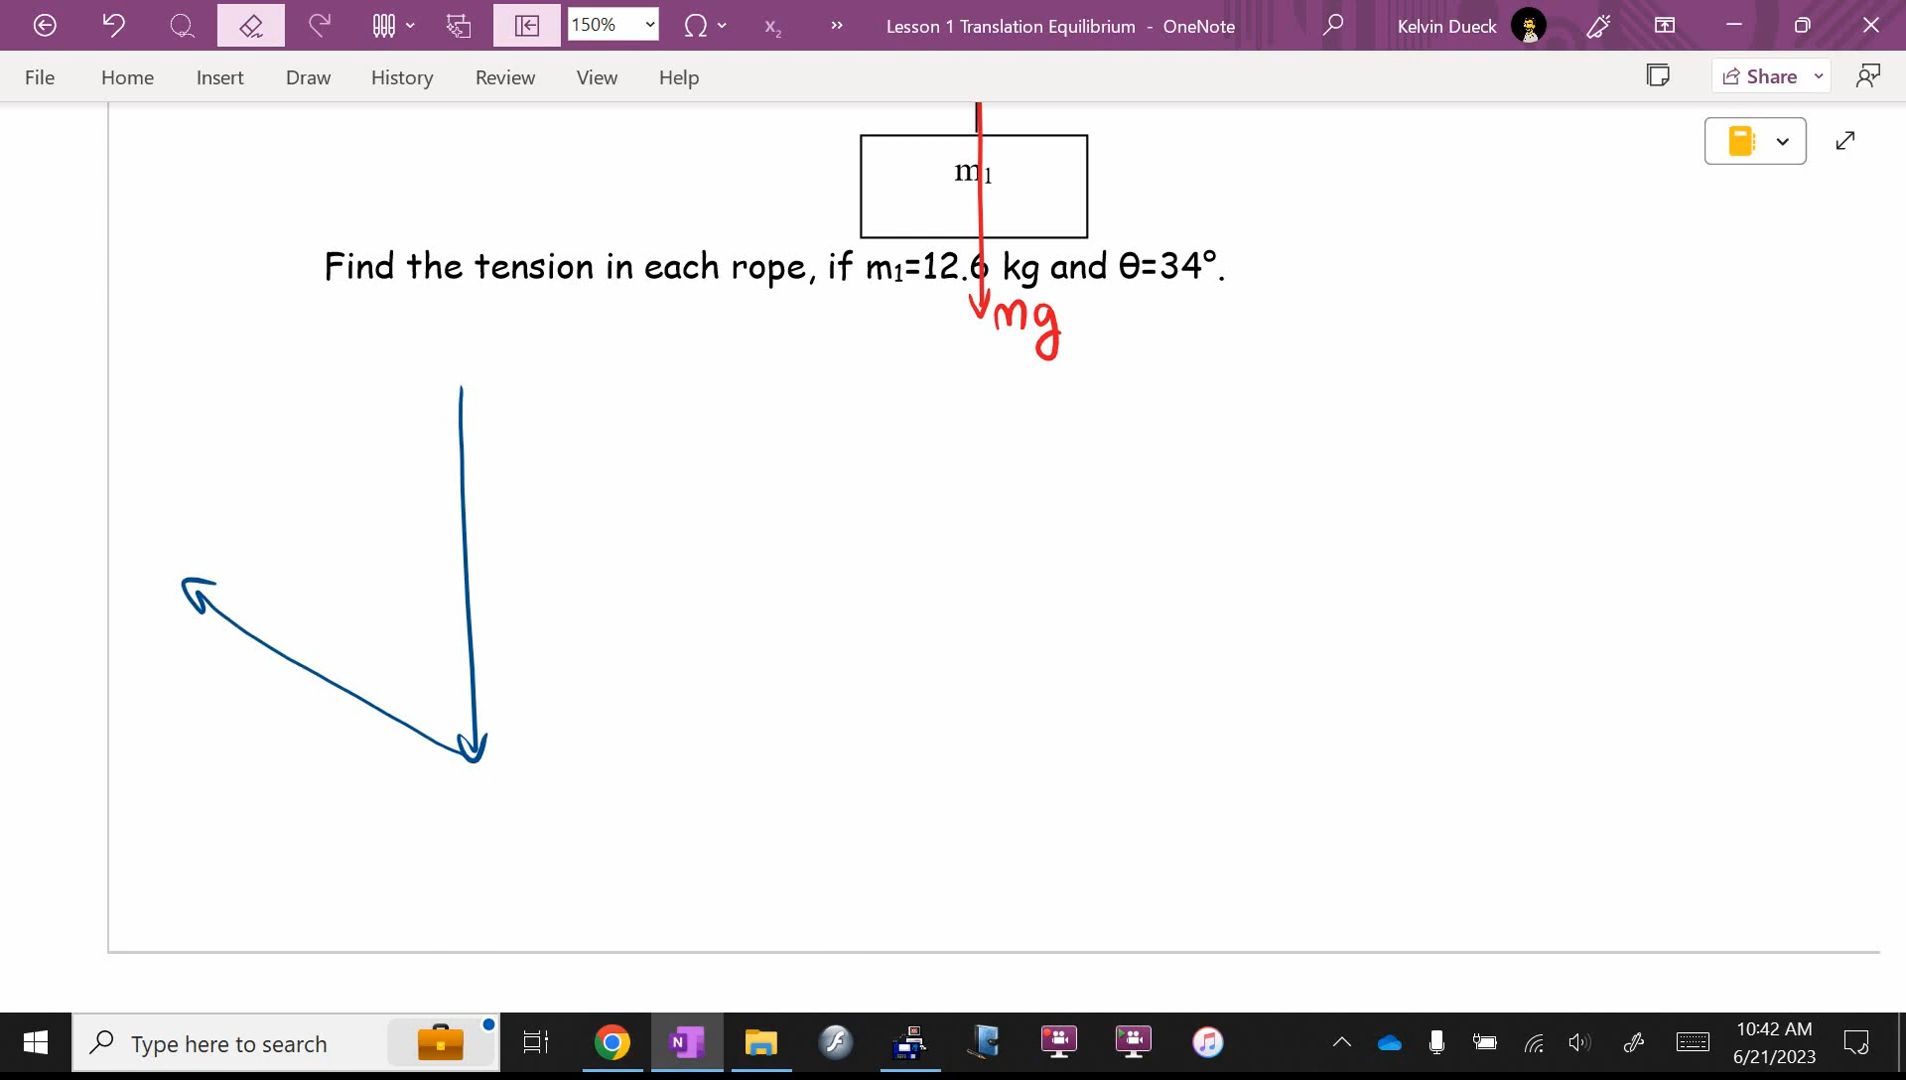 150%
Ω
x₂
»
Lesson 1 Translation Equilibrium - OneNote
Kelvin Dueck
File Home Insert Draw History Review View Help
Share
m₁
Find the tension in each rope, if m₁=12.6 kg and θ=34°.
mg
Type here to search
N
10:42 AM
6/21/2023